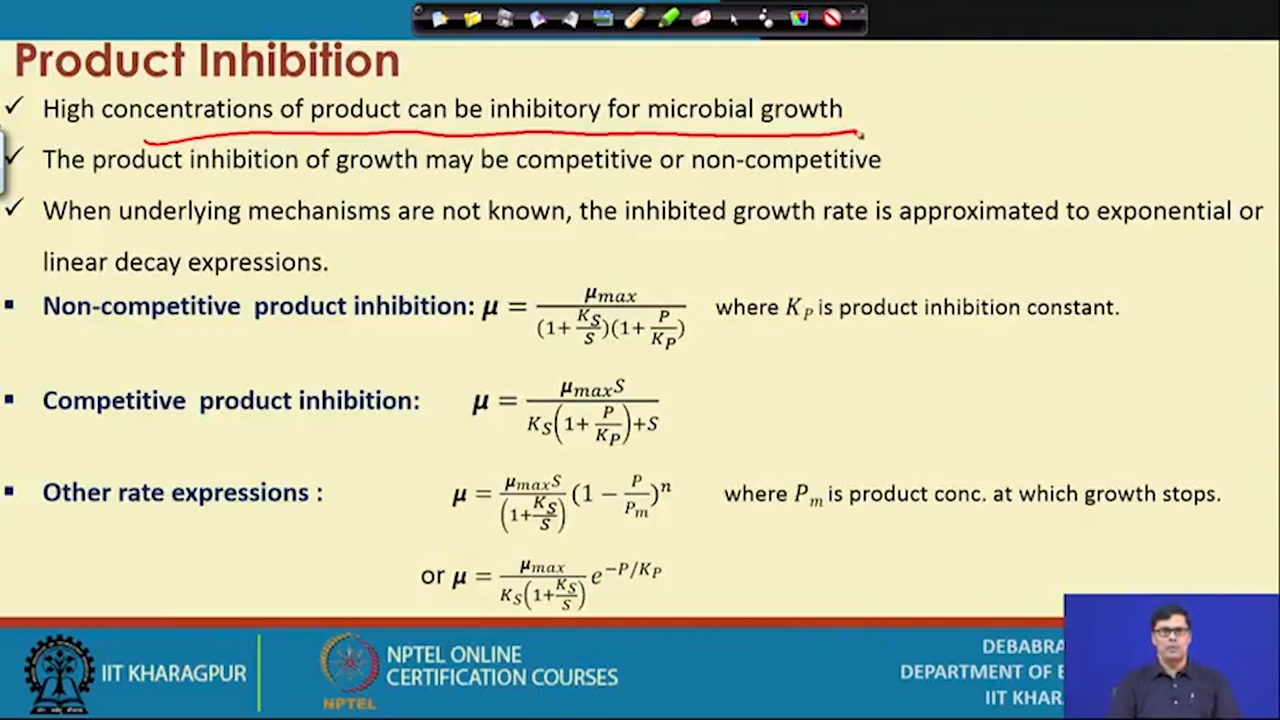 Product Inhibition
✓ High concentrations of product can be inhibitory for microbial growth
✓ The product inhibition of growth may be competitive or non-competitive
✓ When underlying mechanisms are not known, the inhibited growth rate is approximated to exponential or
linear decay expressions.
▪ Non-competitive product inhibition: μ = μmax / ((1+ KS/S)(1+ P/KP)) where KP is product inhibition constant.
▪ Competitive product inhibition: μ = μmaxS / (KS(1+ P/KP)+S)
▪ Other rate expressions : μ = μmaxS / (1+ KS/S) (1 − P/Pm)^n where Pm is product conc. at which growth stops.
or μ = μmax / (KS(1+ KS/S)) e^−P/KP
IIT KHARAGPUR
NPTEL
NPTEL ONLINE
CERTIFICATION COURSES
DEBABRA
DEPARTMENT OF
IIT KHAR